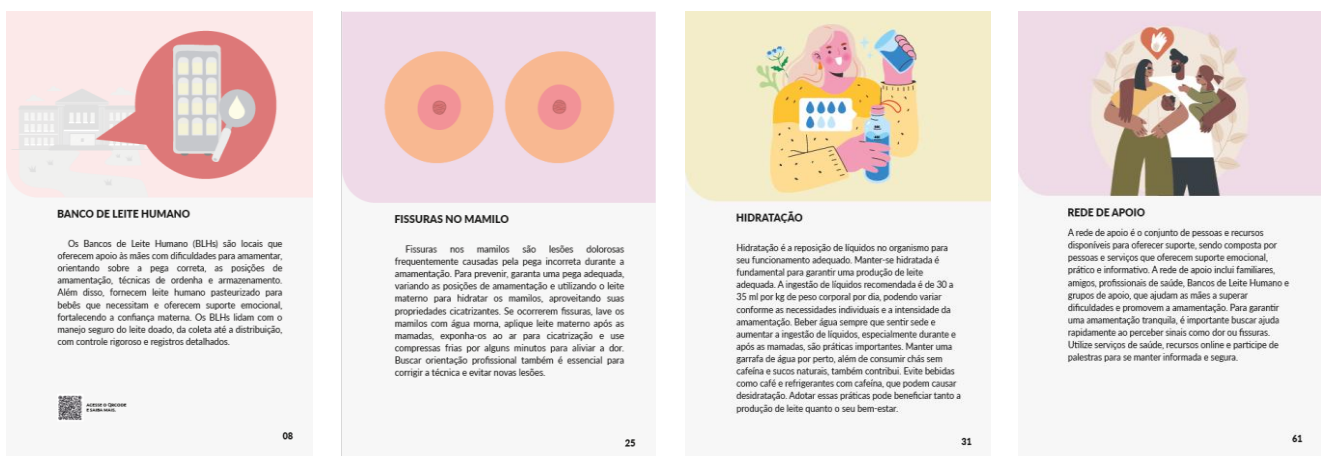 BANCO DE LEITE HUMANO
Os Bancos de Leite Humano (BLHs) são locais que
oferecem apoio às mães com dificuldades para amamentar,
orientando sobre a pega correta, as posições de
amamentação, técnicas de ordenha e armazenamento.
Além disso, fornecem leite humano pasteurizado para
bebês que necessitam e oferecem suporte emocional,
fortalecendo a confiança materna. Os BLHs lidam com o
manejo seguro do leite doado, da coleta até a distribuição,
com controle rigoroso e registros detalhados.
ACESSE O QRCODE
E SAIBA MAIS.
08
FISSURAS NO MAMILO
Fissuras nos mamilos são lesões dolorosas
frequentemente causadas pela pega incorreta durante a
amamentação. Para prevenir, garanta uma pega adequada,
variando as posições de amamentação e utilizando o leite
materno para hidratar os mamilos, aproveitando suas
propriedades cicatrizantes. Se ocorrerem fissuras, lave os
mamilos com água morna, aplique leite materno após as
mamadas, exponha-os ao ar para cicatrização e use
compressas frias por alguns minutos para aliviar a dor.
Buscar orientação profissional também é essencial para
corrigir a técnica e evitar novas lesões.
25
HIDRATAÇÃO
Hidratação é a reposição de líquidos no organismo para
seu funcionamento adequado. Manter-se hidratada é
fundamental para garantir uma produção de leite
adequada. A ingestão de líquidos recomendada é de 30 a
35 ml por kg de peso corporal por dia, podendo variar
conforme as necessidades individuais e a intensidade da
amamentação. Beber água sempre que sentir sede e
aumentar a ingestão de líquidos, especialmente durante e
após as mamadas, são práticas importantes. Manter uma
garrafa de água por perto, além de consumir chás sem
cafeína e sucos naturais, também contribui. Evite bebidas
como café e refrigerantes com cafeína, que podem causar
desidratação. Adotar essas práticas pode beneficiar tanto a
produção de leite quanto o seu bem-estar.
31
REDE DE APOIO
A rede de apoio é o conjunto de pessoas e recursos
disponíveis para oferecer suporte, sendo composta por
pessoas e serviços que oferecem suporte emocional,
prático e informativo. A rede de apoio inclui familiares,
amigos, profissionais de saúde, Bancos de Leite Humano e
grupos de apoio, que ajudam as mães a superar
dificuldades e promovem a amamentação. Para garantir
uma amamentação tranquila, é importante buscar ajuda
rapidamente ao perceber sinais como dor ou fissuras.
Utilize serviços de saúde, recursos online e participe de
palestras para se manter informada e segura.
61